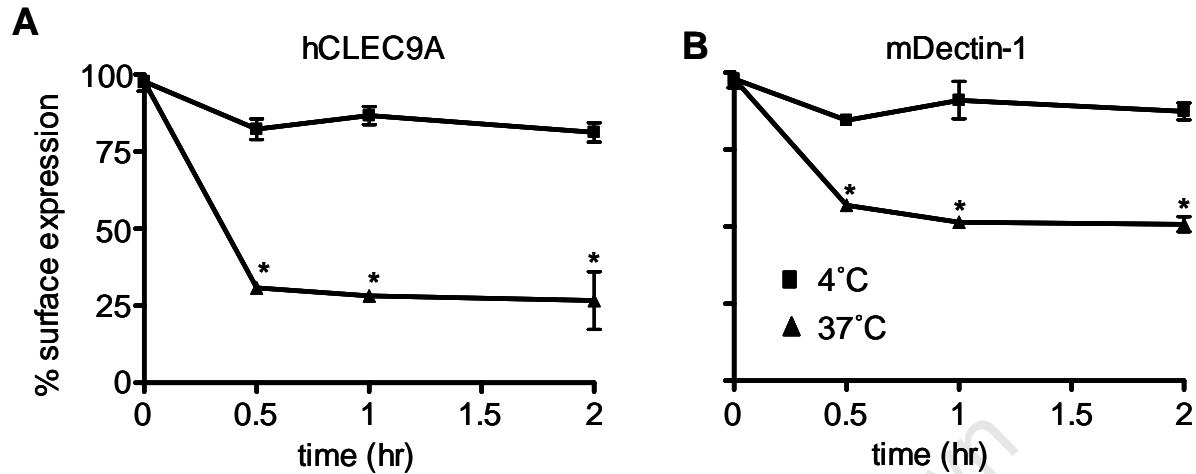 A
hCLEC9A
% surface expression
100
75
50
25
0
0 0.5 1 1.5 2
time (hr)
* * *
B
mDectin-1
* * *
4˚C
37˚C
0 0.5 1 1.5 2
time (hr)